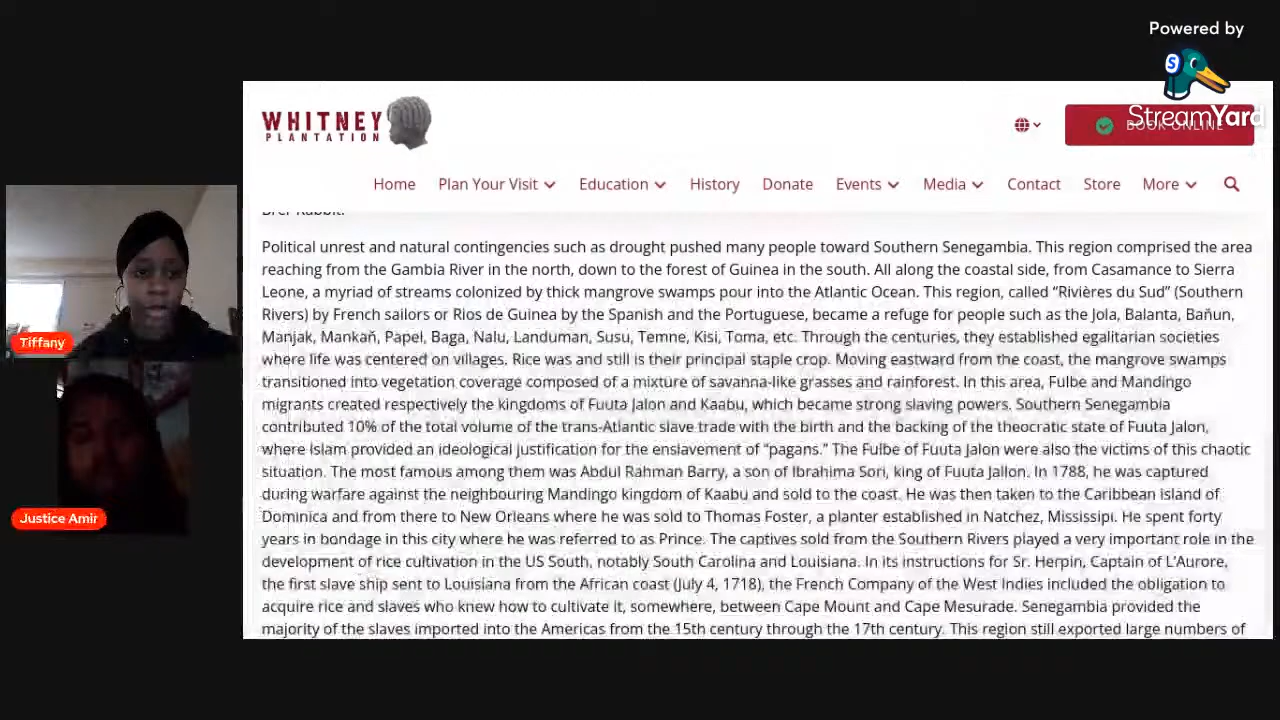 Powered by
StreamYard
WHITNEY
PLANTATION
BOOK ONLINE
Home Plan Your Visit Education History Donate Events Media Contact Store More
Brer Rabbit.
Political unrest and natural contingencies such as drought pushed many people toward Southern Senegambia. This region comprised the area
reaching from the Gambia River in the north, down to the forest of Guinea in the south. All along the coastal side, from Casamance to Sierra
Leone, a myriad of streams colonized by thick mangrove swamps pour into the Atlantic Ocean. This region, called “Rivières du Sud” (Southern
Rivers) by French sailors or Rios de Guinea by the Spanish and the Portuguese, became a refuge for people such as the Jola, Balanta, Bañun,
Manjak, Mankañ, Papel, Baga, Nalu, Landuman, Susu, Temne, Kisi, Toma, etc. Through the centuries, they established egalitarian societies
where life was centered on villages. Rice was and still is their principal staple crop. Moving eastward from the coast, the mangrove swamps
transitioned into vegetation coverage composed of a mixture of savanna-like grasses and rainforest. In this area, Fulbe and Mandingo
migrants created respectively the kingdoms of Fuuta Jalon and Kaabu, which became strong slaving powers. Southern Senegambia
contributed 10% of the total volume of the trans-Atlantic slave trade with the birth and the backing of the theocratic state of Fuuta Jalon,
where Islam provided an ideological justification for the enslavement of “pagans.” The Fulbe of Fuuta Jalon were also the victims of this chaotic
situation. The most famous among them was Abdul Rahman Barry, a son of Ibrahima Sori, king of Fuuta Jallon. In 1788, he was captured
during warfare against the neighbouring Mandingo kingdom of Kaabu and sold to the coast. He was then taken to the Caribbean island of
Dominica and from there to New Orleans where he was sold to Thomas Foster, a planter established in Natchez, Mississipi. He spent forty
years in bondage in this city where he was referred to as Prince. The captives sold from the Southern Rivers played a very important role in the
development of rice cultivation in the US South, notably South Carolina and Louisiana. In its instructions for Sr. Herpin, Captain of L’Aurore,
the first slave ship sent to Louisiana from the African coast (July 4, 1718), the French Company of the West Indies included the obligation to
acquire rice and slaves who knew how to cultivate it, somewhere, between Cape Mount and Cape Mesurade. Senegambia provided the
majority of the slaves imported into the Americas from the 15th century through the 17th century. This region still exported large numbers of
Tiffany
Justice Amir